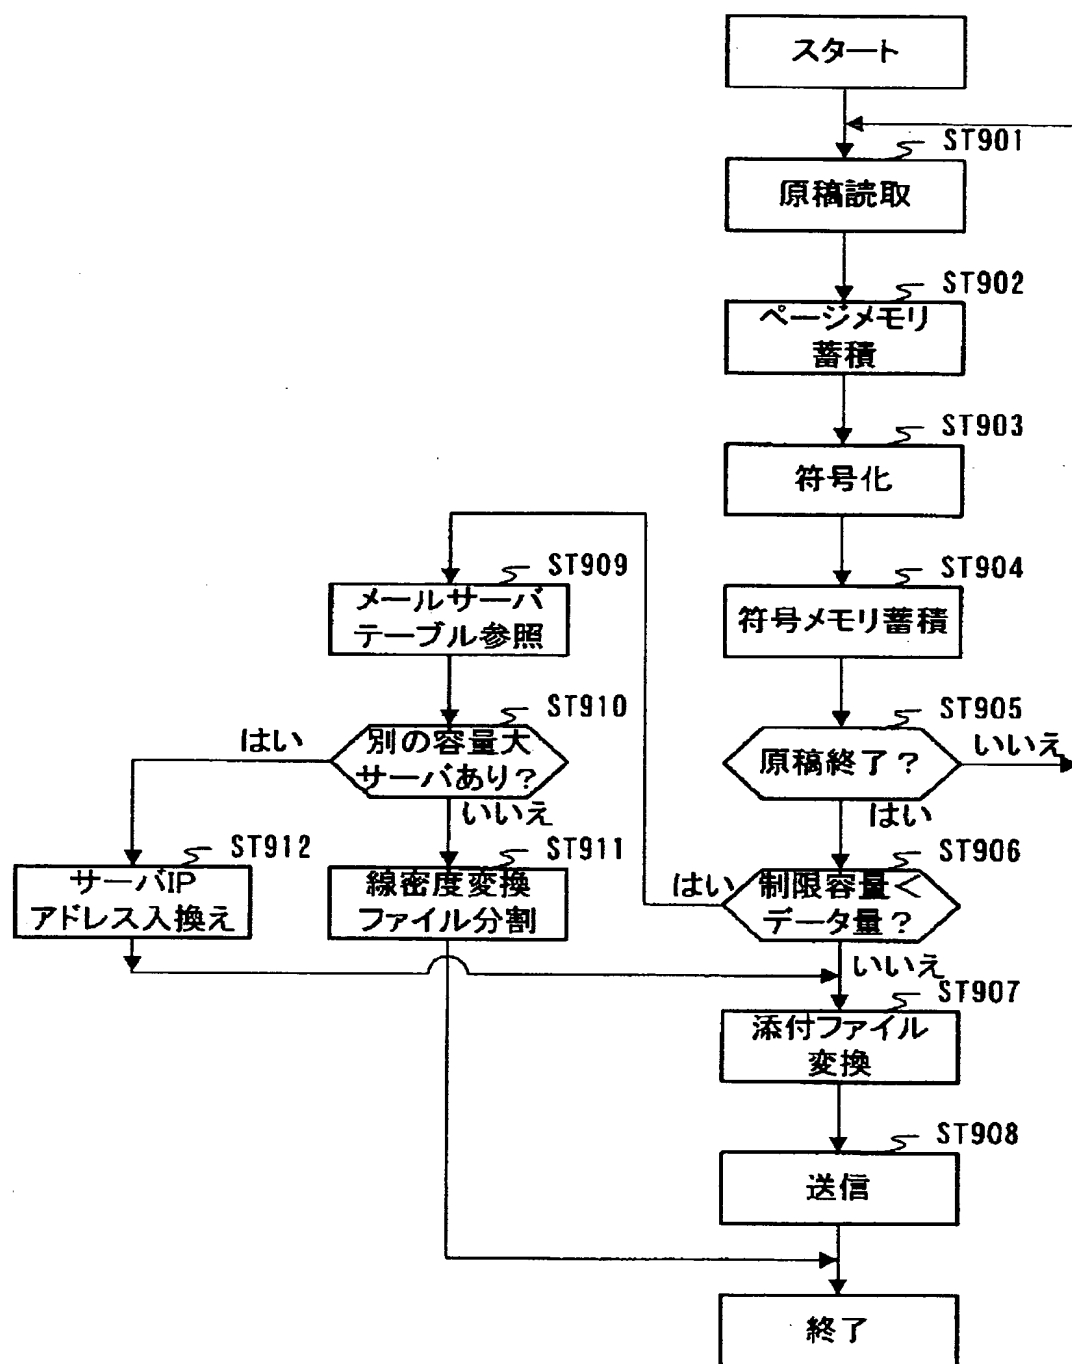 スタート
ST901
原稿読取
ST902
ページメモリ
蓄積
ST903
符号化
ST904
符号メモリ蓄積
ST905
原稿終了？
いいえ
はい
ST906
制限容量＜
データ量？
はい
いいえ
ST909
メールサーバ
テーブル参照
ST910
別の容量大
サーバあり？
はい
いいえ
ST912
サーバIP
アドレス入換え
ST911
線密度変換
ファイル分割
ST907
添付ファイル
変換
ST908
送信
終了